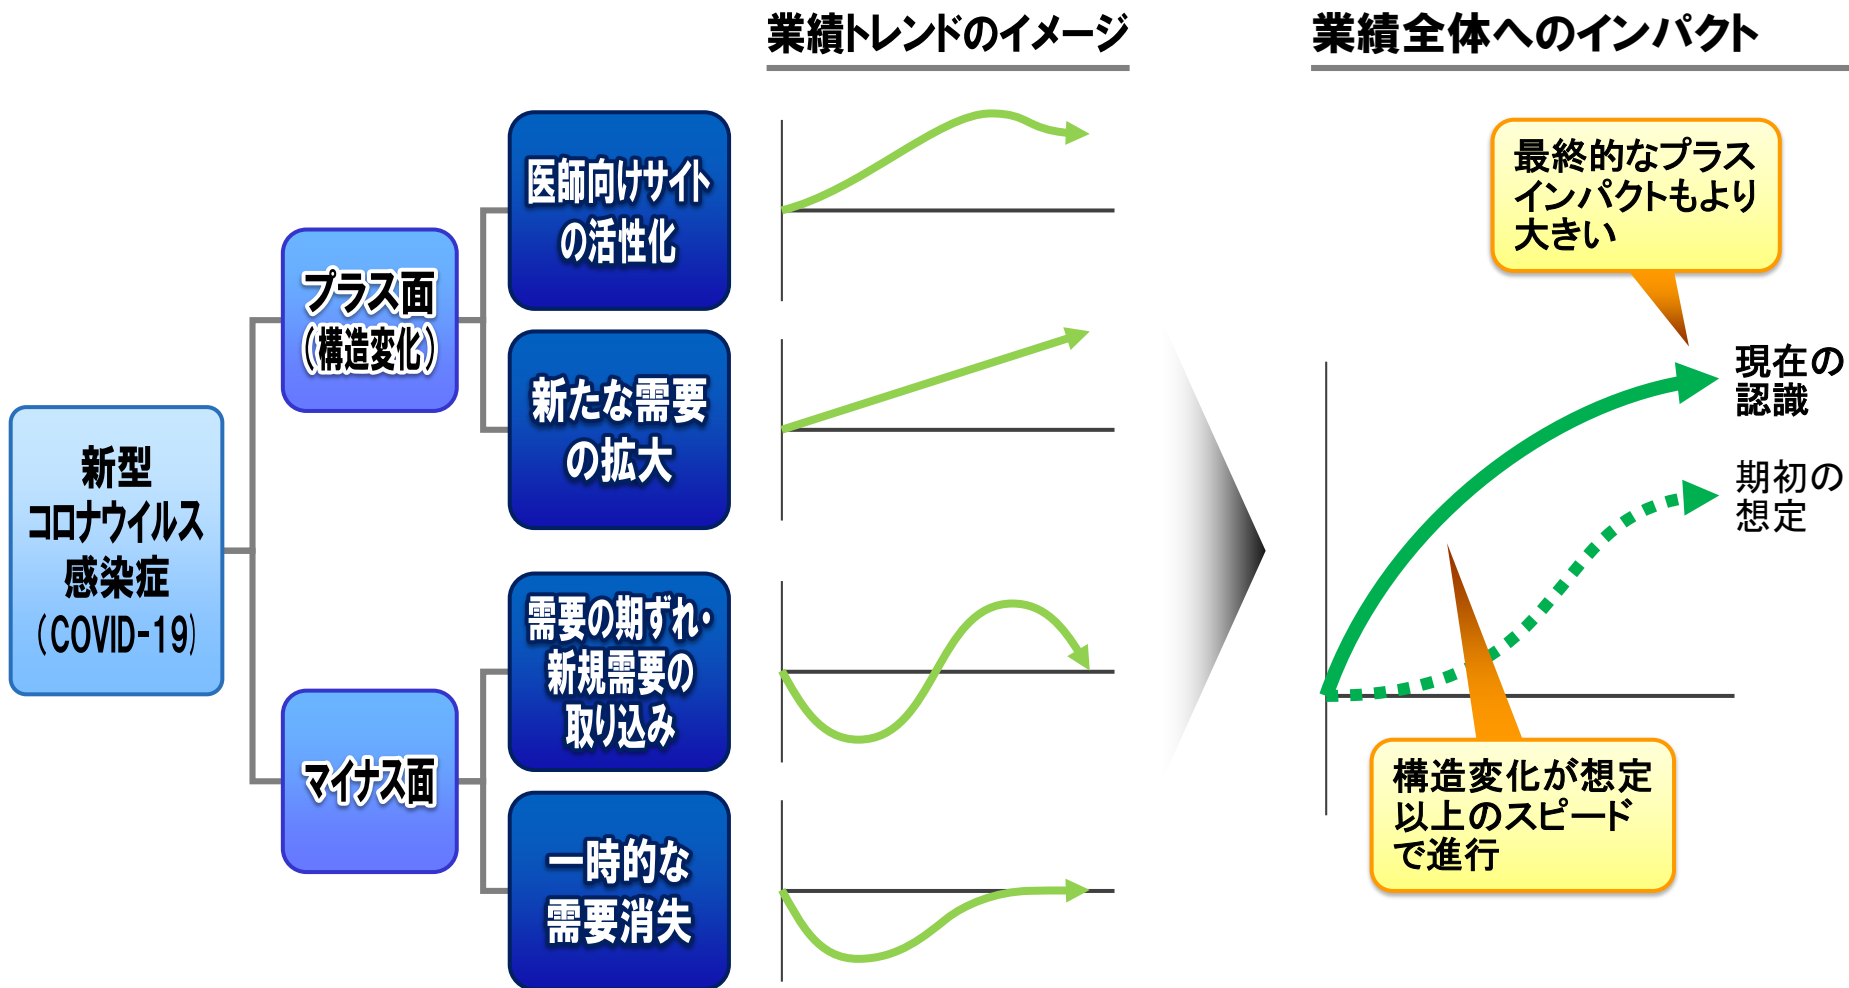 業績トレンドのイメージ
業績全体へのインパクト
新型
コロナウイルス
感染症
（COVID-19）
プラス面
（構造変化）
マイナス面
医師向けサイト
の活性化
新たな需要
の拡大
需要の期ずれ・
新規需要の
取り込み
一時的な
需要消失
最終的なプラス
インパクトもより
大きい
現在の
認識
期初の
想定
構造変化が想定
以上のスピード
で進行